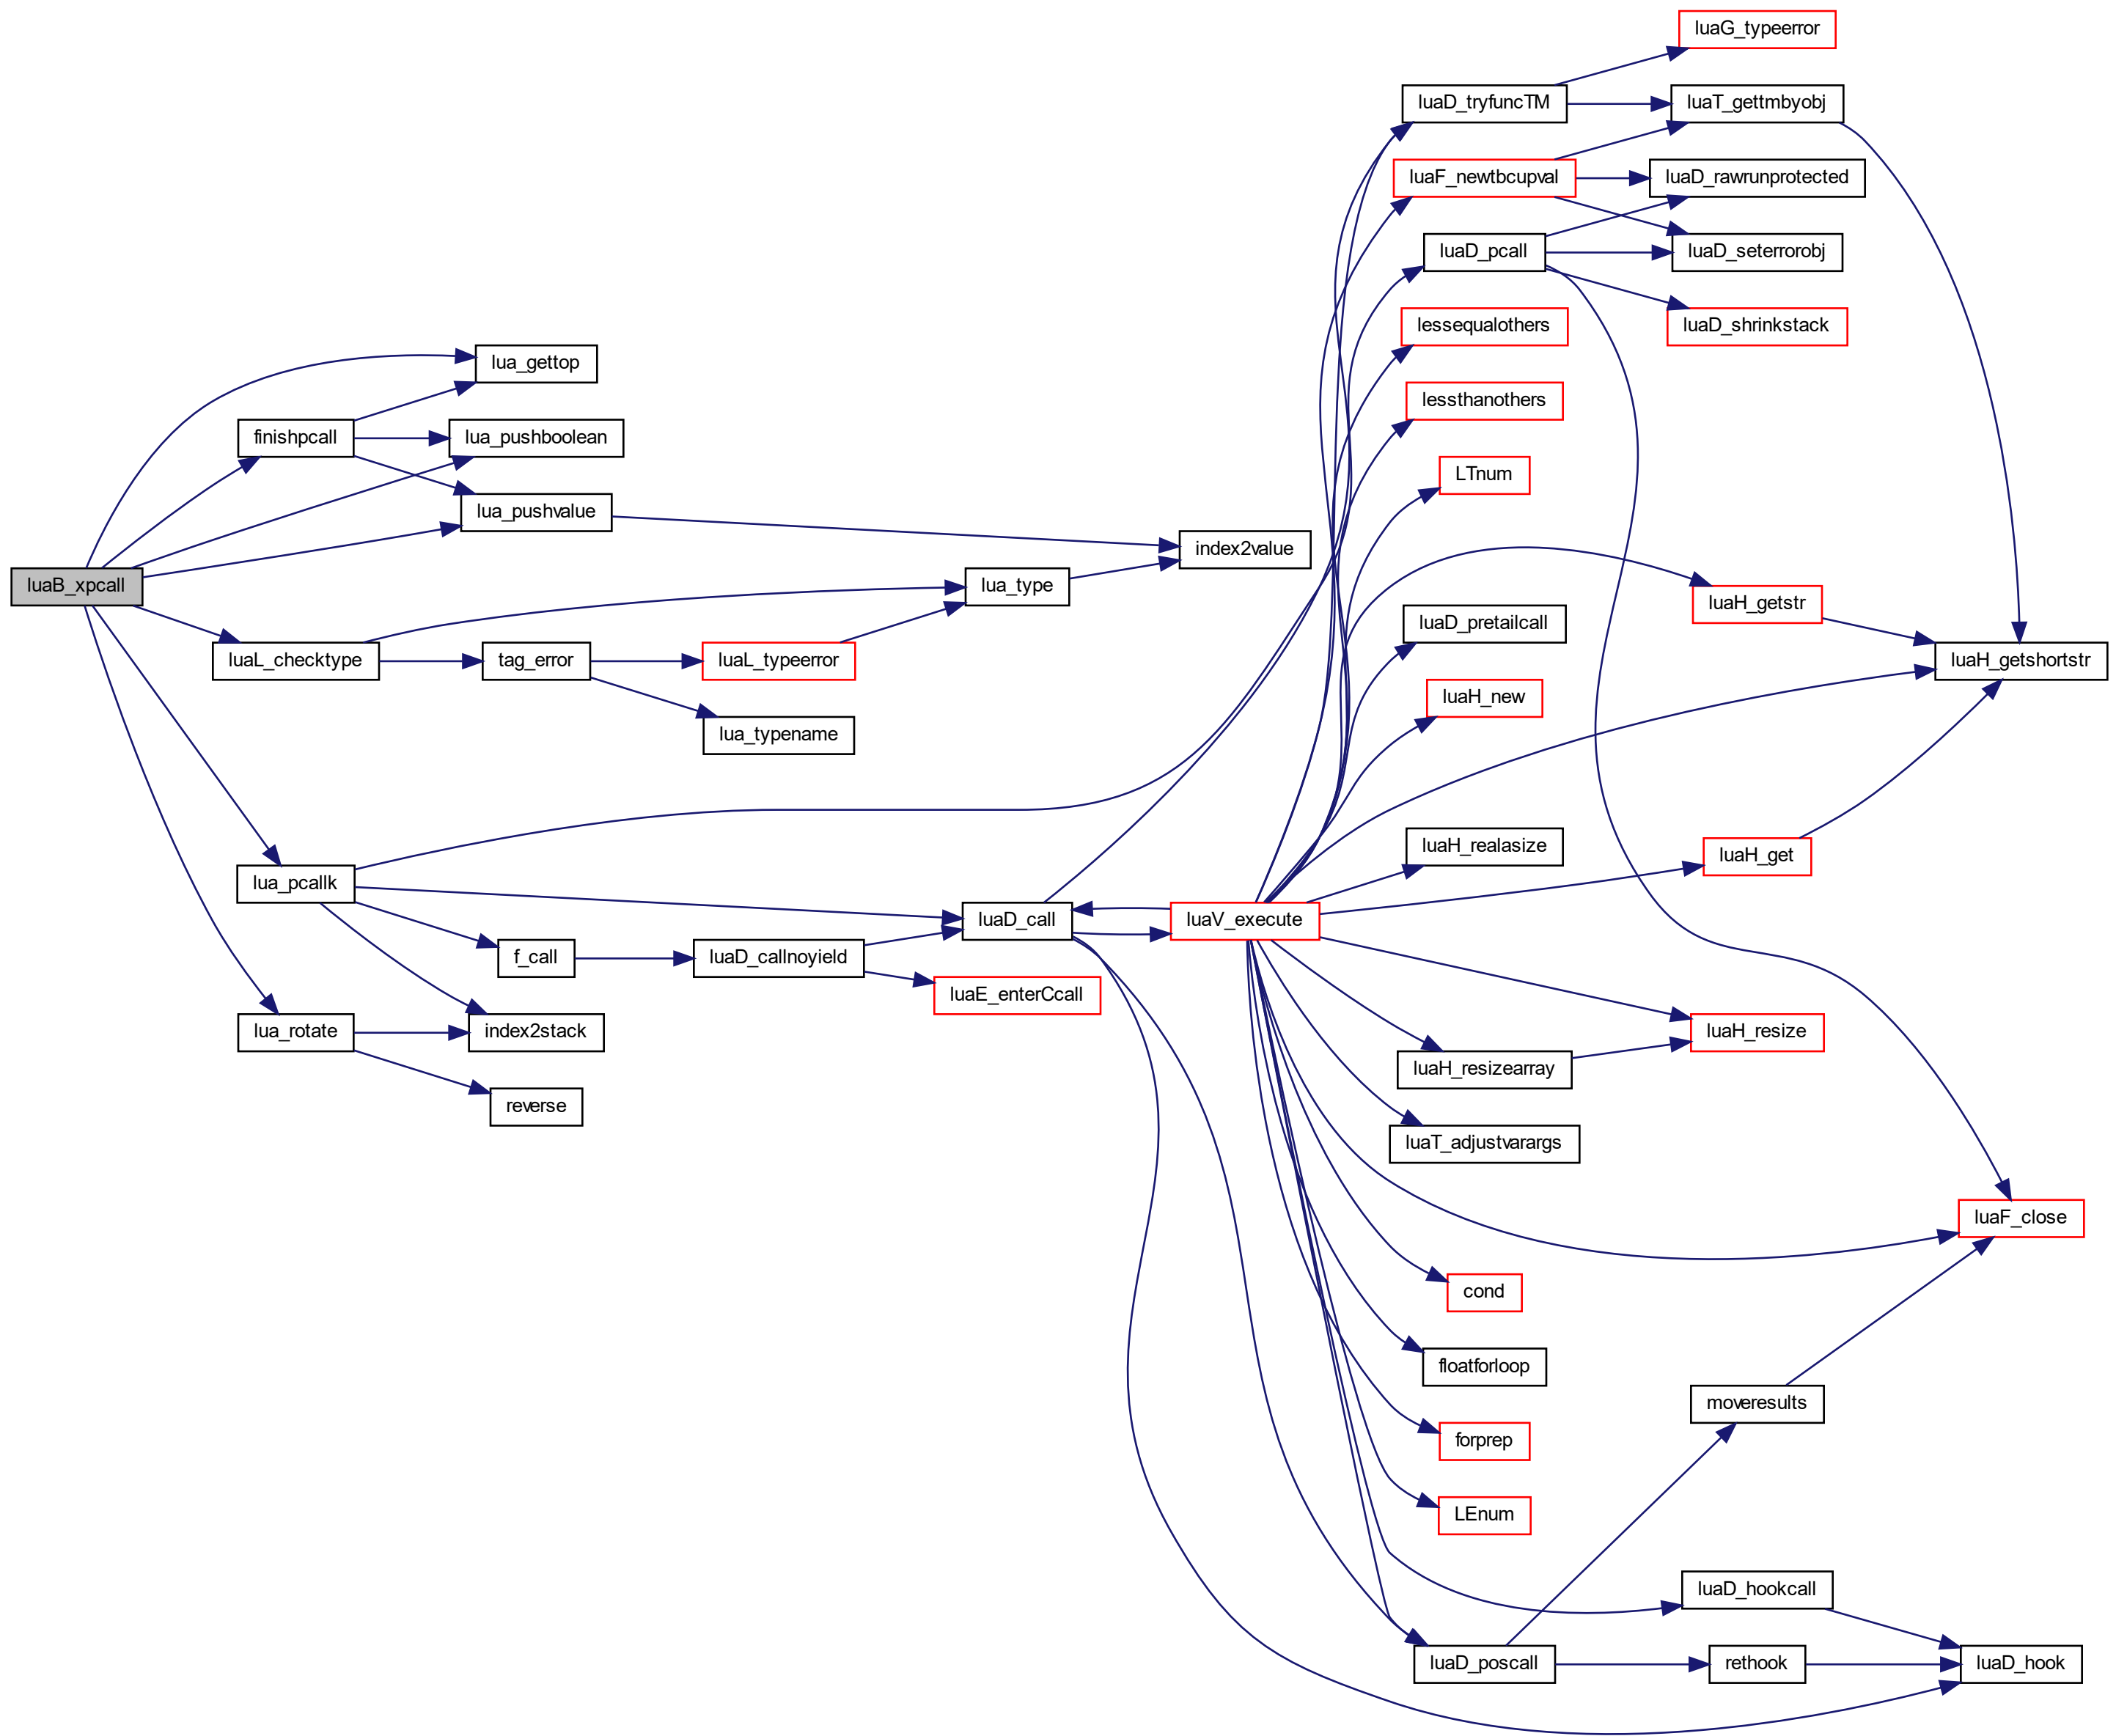 luaG_typeerror
luaD_tryfuncTM
luaT_gettmbyobj
luaF_newtbcupval
luaD_rawrunprotected
luaD_pcall
luaD_seterrorobj
lessequalothers
luaD_shrinkstack
lua_gettop
lessthanothers
finishpcall
lua_pushboolean
LTnum
lua_pushvalue
index2value
luaB_xpcall
lua_type
luaH_getstr
luaD_pretailcall
luaL_checktype
tag_error
luaL_typeerror
luaH_getshortstr
luaH_new
lua_typename
luaH_realasize
luaH_get
lua_pcallk
luaD_call
luaV_execute
f_call
luaD_callnoyield
luaE_enterCcall
lua_rotate
index2stack
luaH_resize
luaH_resizearray
reverse
luaT_adjustvarargs
luaF_close
cond
floatforloop
moveresults
forprep
LEnum
luaD_hookcall
luaD_poscall
rethook
luaD_hook